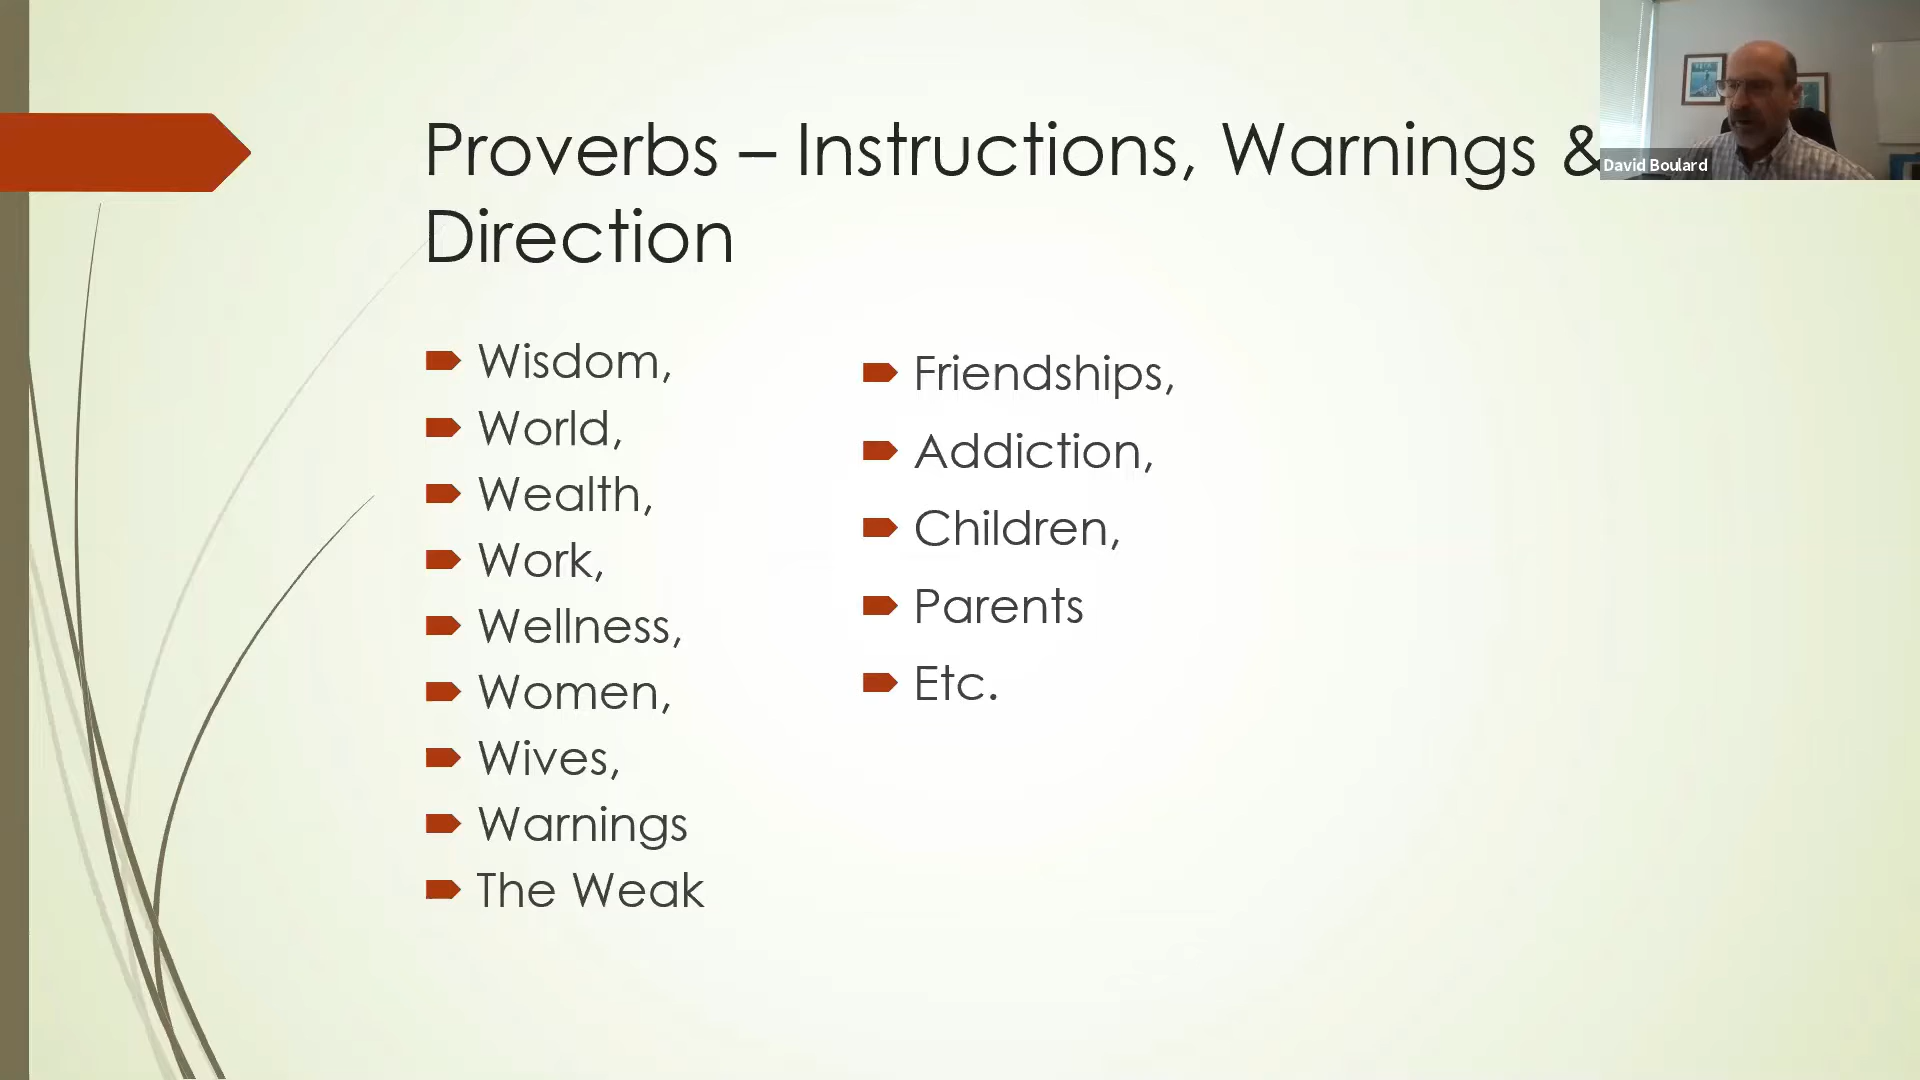 Proverbs – Instructions, Warnings &
Direction
Wisdom,
World,
Wealth,
Work,
Wellness,
Women,
Wives,
Warnings
The Weak
Friendships,
Addiction,
Children,
Parents
Etc.
David Boulard